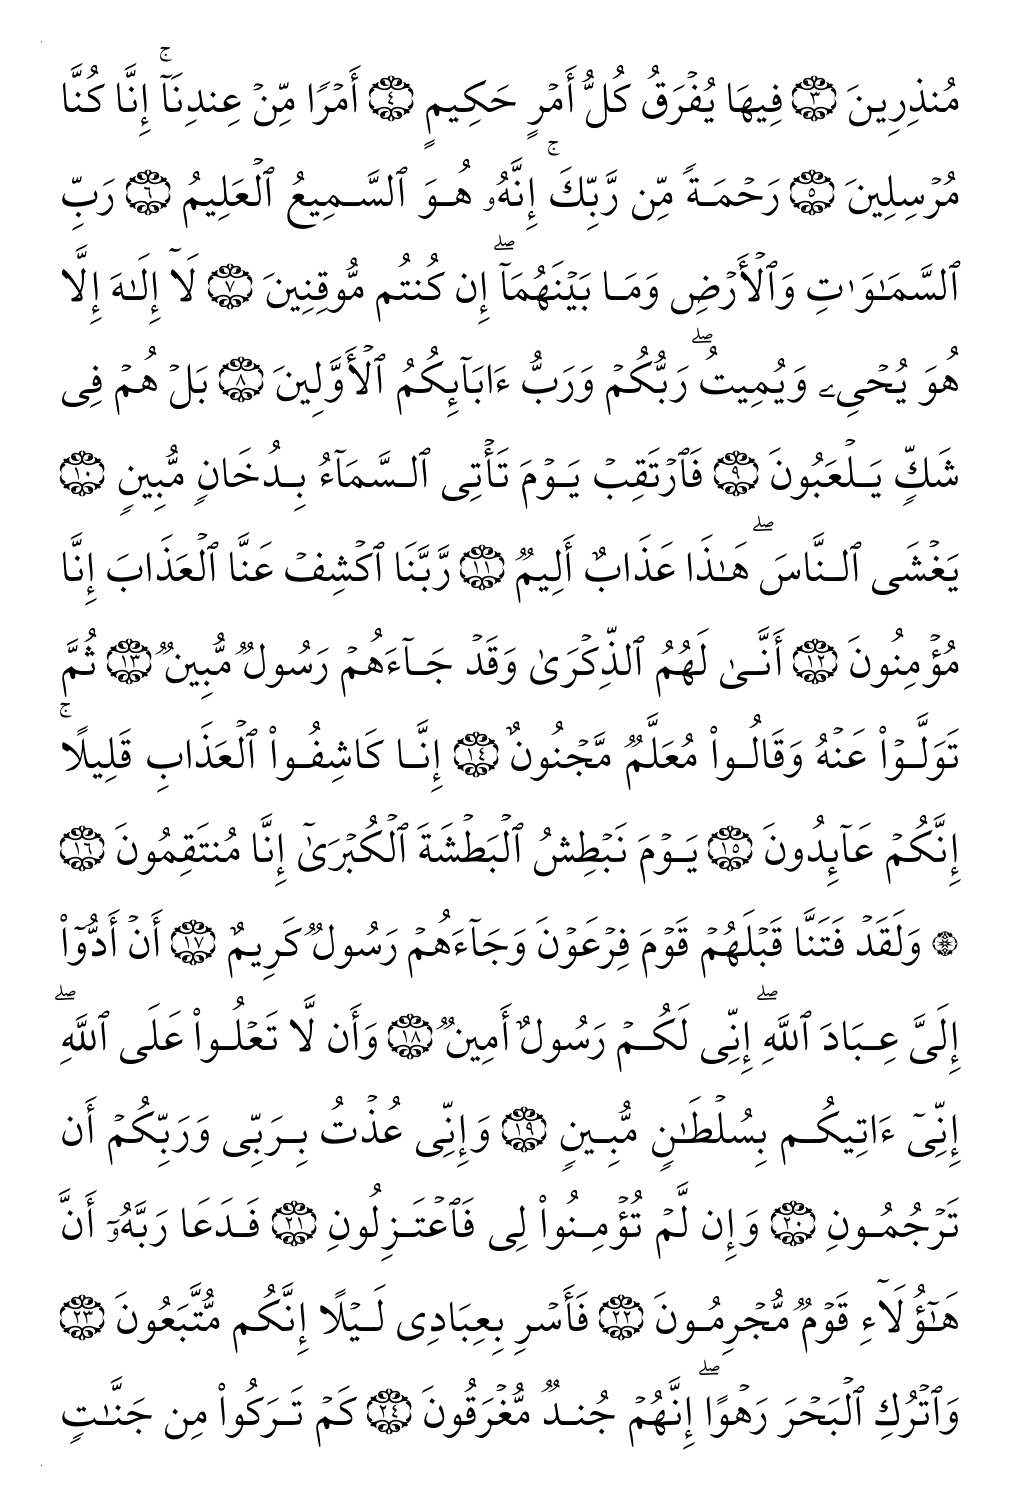 مُنذِرِينَ ٣ فِيهَا يُفۡرَقُ كُلُّ أَمۡرٍ حَكِيمٍ ٤ أَمۡرٗا مِّنۡ عِندِنَآۚ إِنَّا كُنَّا
مُرۡسِلِينَ ٥ رَحۡمَةٗ مِّن رَّبِّكَۚ إِنَّهُۥ هُوَ ٱلسَّمِيعُ ٱلۡعَلِيمُ ٦ رَبِّ
ٱلسَّمَٰوَٰتِ وَٱلۡأَرۡضِ وَمَا بَيۡنَهُمَآۖ إِن كُنتُم مُّوقِنِينَ ٧ لَآ إِلَٰهَ إِلَّا
هُوَ يُحۡيِۦ وَيُمِيتُۖ رَبُّكُمۡ وَرَبُّ ءَابَآئِكُمُ ٱلۡأَوَّلِينَ ٨ بَلۡ هُمۡ فِي
شَكّٖ يَلۡعَبُونَ ٩ فَٱرۡتَقِبۡ يَوۡمَ تَأۡتِي ٱلسَّمَآءُ بِدُخَانٖ مُّبِينٖ ١٠
يَغۡشَى ٱلنَّاسَۖ هَٰذَا عَذَابٌ أَلِيمٞ ١١ رَّبَّنَا ٱكۡشِفۡ عَنَّا ٱلۡعَذَابَ إِنَّا
مُؤۡمِنُونَ ١٢ أَنَّىٰ لَهُمُ ٱلذِّكۡرَىٰ وَقَدۡ جَآءَهُمۡ رَسُولٞ مُّبِينٞ ١٣ ثُمَّ
تَوَلَّوۡاْ عَنۡهُ وَقَالُواْ مُعَلَّمٞ مَّجۡنُونٌ ١٤ إِنَّا كَاشِفُواْ ٱلۡعَذَابِ قَلِيلًاۚ
إِنَّكُمۡ عَآئِدُونَ ١٥ يَوۡمَ نَبۡطِشُ ٱلۡبَطۡشَةَ ٱلۡكُبۡرَىٰٓ إِنَّا مُنتَقِمُونَ ١٦
۞ وَلَقَدۡ فَتَنَّا قَبۡلَهُمۡ قَوۡمَ فِرۡعَوۡنَ وَجَآءَهُمۡ رَسُولٞ كَرِيمٌ ١٧ أَنۡ أَدُّوٓاْ
إِلَيَّ عِبَادَ ٱللَّهِۖ إِنِّي لَكُمۡ رَسُولٌ أَمِينٞ ١٨ وَأَن لَّا تَعۡلُواْ عَلَى ٱللَّهِۖ
إِنِّيٓ ءَاتِيكُم بِسُلۡطَٰنٖ مُّبِينٖ ١٩ وَإِنِّي عُذۡتُ بِرَبِّي وَرَبِّكُمۡ أَن
تَرۡجُمُونِ ٢٠ وَإِن لَّمۡ تُؤۡمِنُواْ لِي فَٱعۡتَزِلُونِ ٢١ فَدَعَا رَبَّهُۥٓ أَنَّ
هَٰٓؤُلَآءِ قَوۡمٞ مُّجۡرِمُونَ ٢٢ فَأَسۡرِ بِعِبَادِي لَيۡلًا إِنَّكُم مُّتَّبَعُونَ ٢٣
وَٱتۡرُكِ ٱلۡبَحۡرَ رَهۡوًاۖ إِنَّهُمۡ جُندٞ مُّغۡرَقُونَ ٢٤ كَمۡ تَرَكُواْ مِن جَنَّٰتٖ